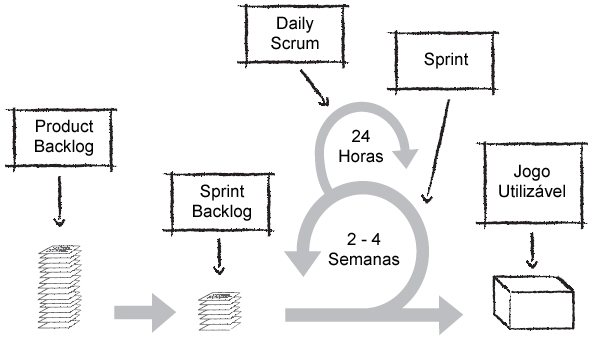 Daily
Scrum
Sprint
Product
Backlog
24
Horas
Jogo
Utilizável
Sprint
Backlog
2 - 4
Semanas